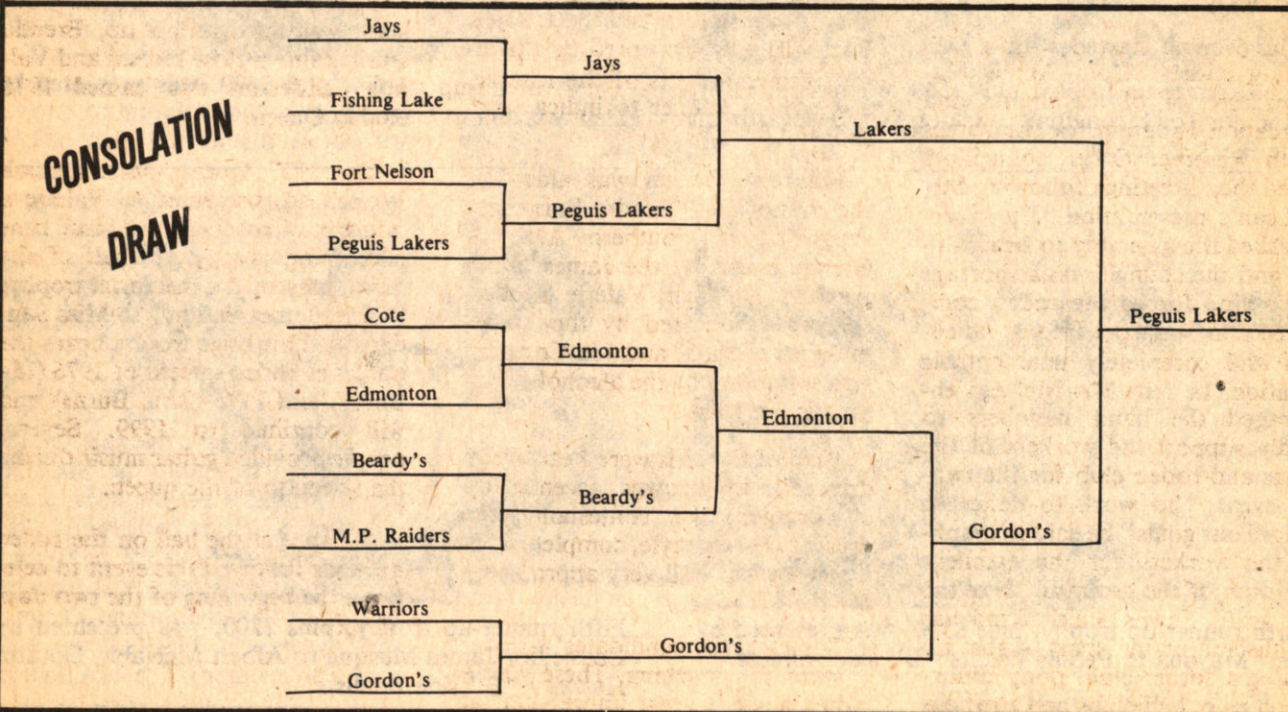 CONSOLATION
DRAW
Jays
Fishing Lake
Fort Nelson
Peguis Lakers
Cote
Edmonton
Beardy's
M.P. Raiders
Warriors
Gordon's
Jays
Peguis Lakers
Edmonton
Beardy's
Gordon's
Lakers
Edmonton
Gordon's
Peguis Lakers